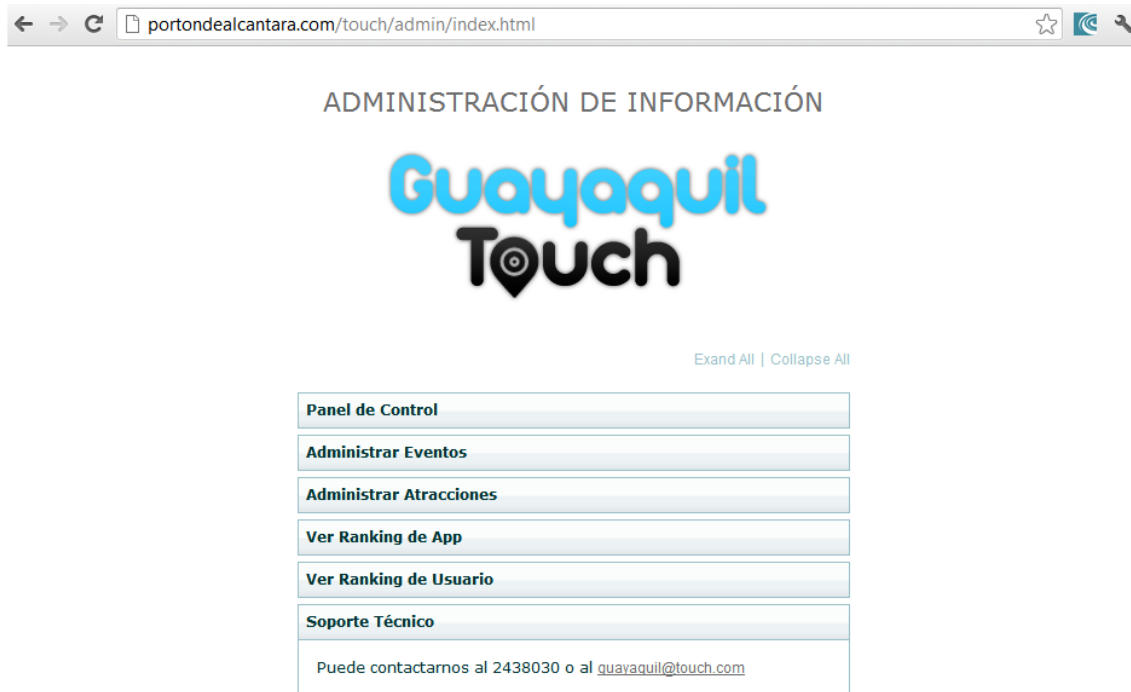 portondealcantara.com/touch/admin/index.html
ADMINISTRACIÓN DE INFORMACIÓN
Guayaquil
Touch
Exand All | Collapse All
Panel de Control
Administrar Eventos
Administrar Atracciones
Ver Ranking de App
Ver Ranking de Usuario
Soporte Técnico
Puede contactarnos al 2438030 o al guayaquil@touch.com